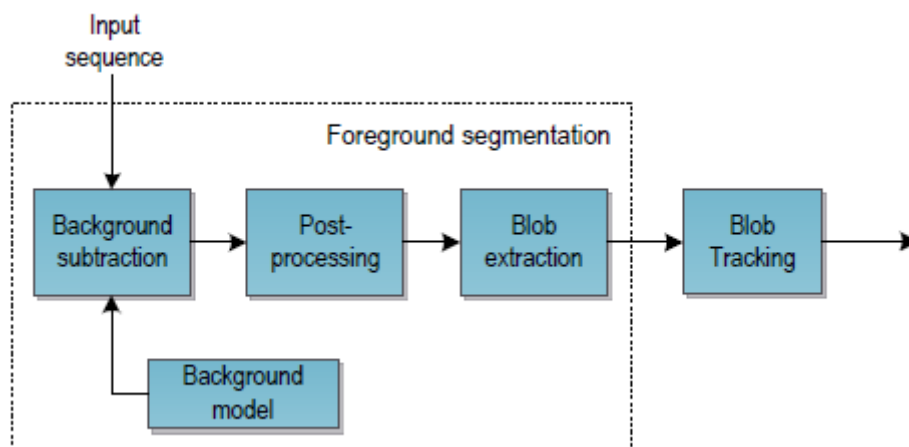 Input
sequence
Foreground segmentation
Background
subtraction
Post-
processing
Blob
extraction
Blob
Tracking
Background
model